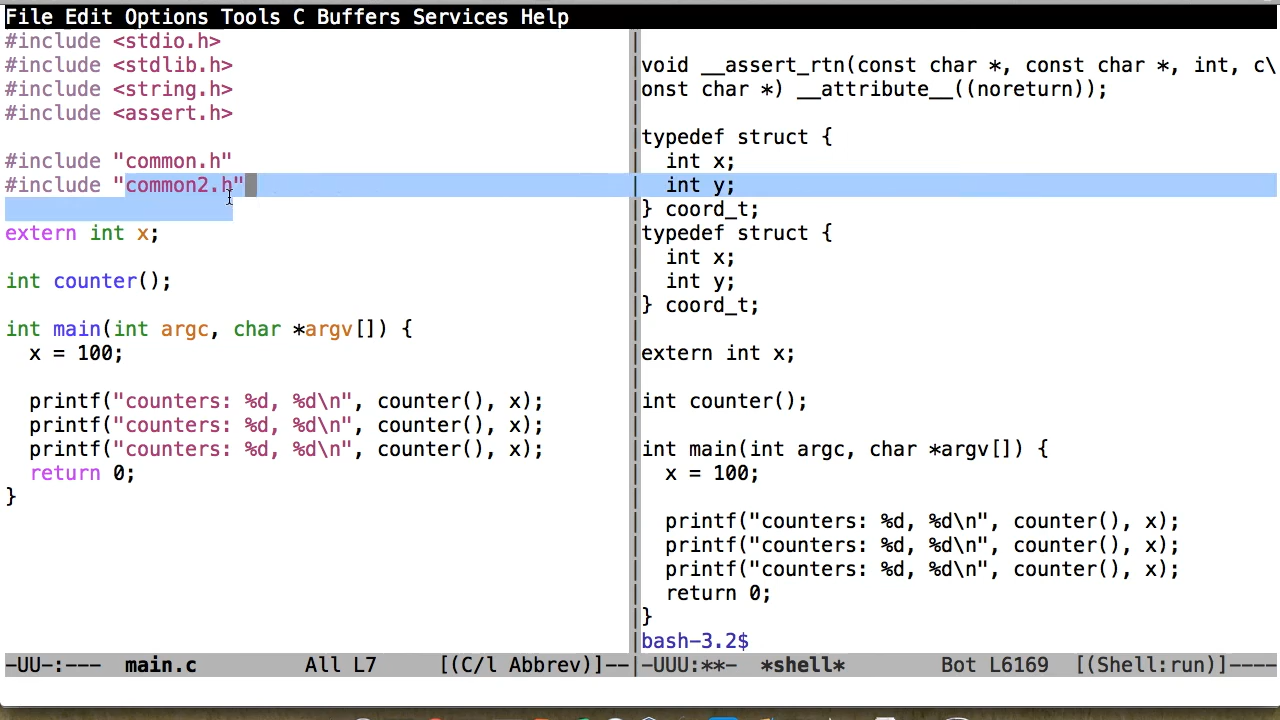 File Edit Options Tools C Buffers Services Help
#include <stdio.h>
#include <stdlib.h>
#include <string.h>
#include <assert.h>
#include "common.h"
#include "common2.h"
extern int x;
int counter();
int main(int argc, char *argv[]) {
  x = 100;
  printf("counters: %d, %d\n", counter(), x);
  printf("counters: %d, %d\n", counter(), x);
  printf("counters: %d, %d\n", counter(), x);
  return 0;
}
-UU-:---  main.c         All L7     [(C/l Abbrev)]--
void __assert_rtn(const char *, const char *, int, c\
onst char *) __attribute__((noreturn));
typedef struct {
  int x;
  int y;
} coord_t;
typedef struct {
  int x;
  int y;
} coord_t;
extern int x;
int counter();
int main(int argc, char *argv[]) {
  x = 100;
  printf("counters: %d, %d\n", counter(), x);
  printf("counters: %d, %d\n", counter(), x);
  printf("counters: %d, %d\n", counter(), x);
  return 0;
}
bash-3.2$
-UUU:**-  *shell*        Bot L6169  [(Shell:run)]----